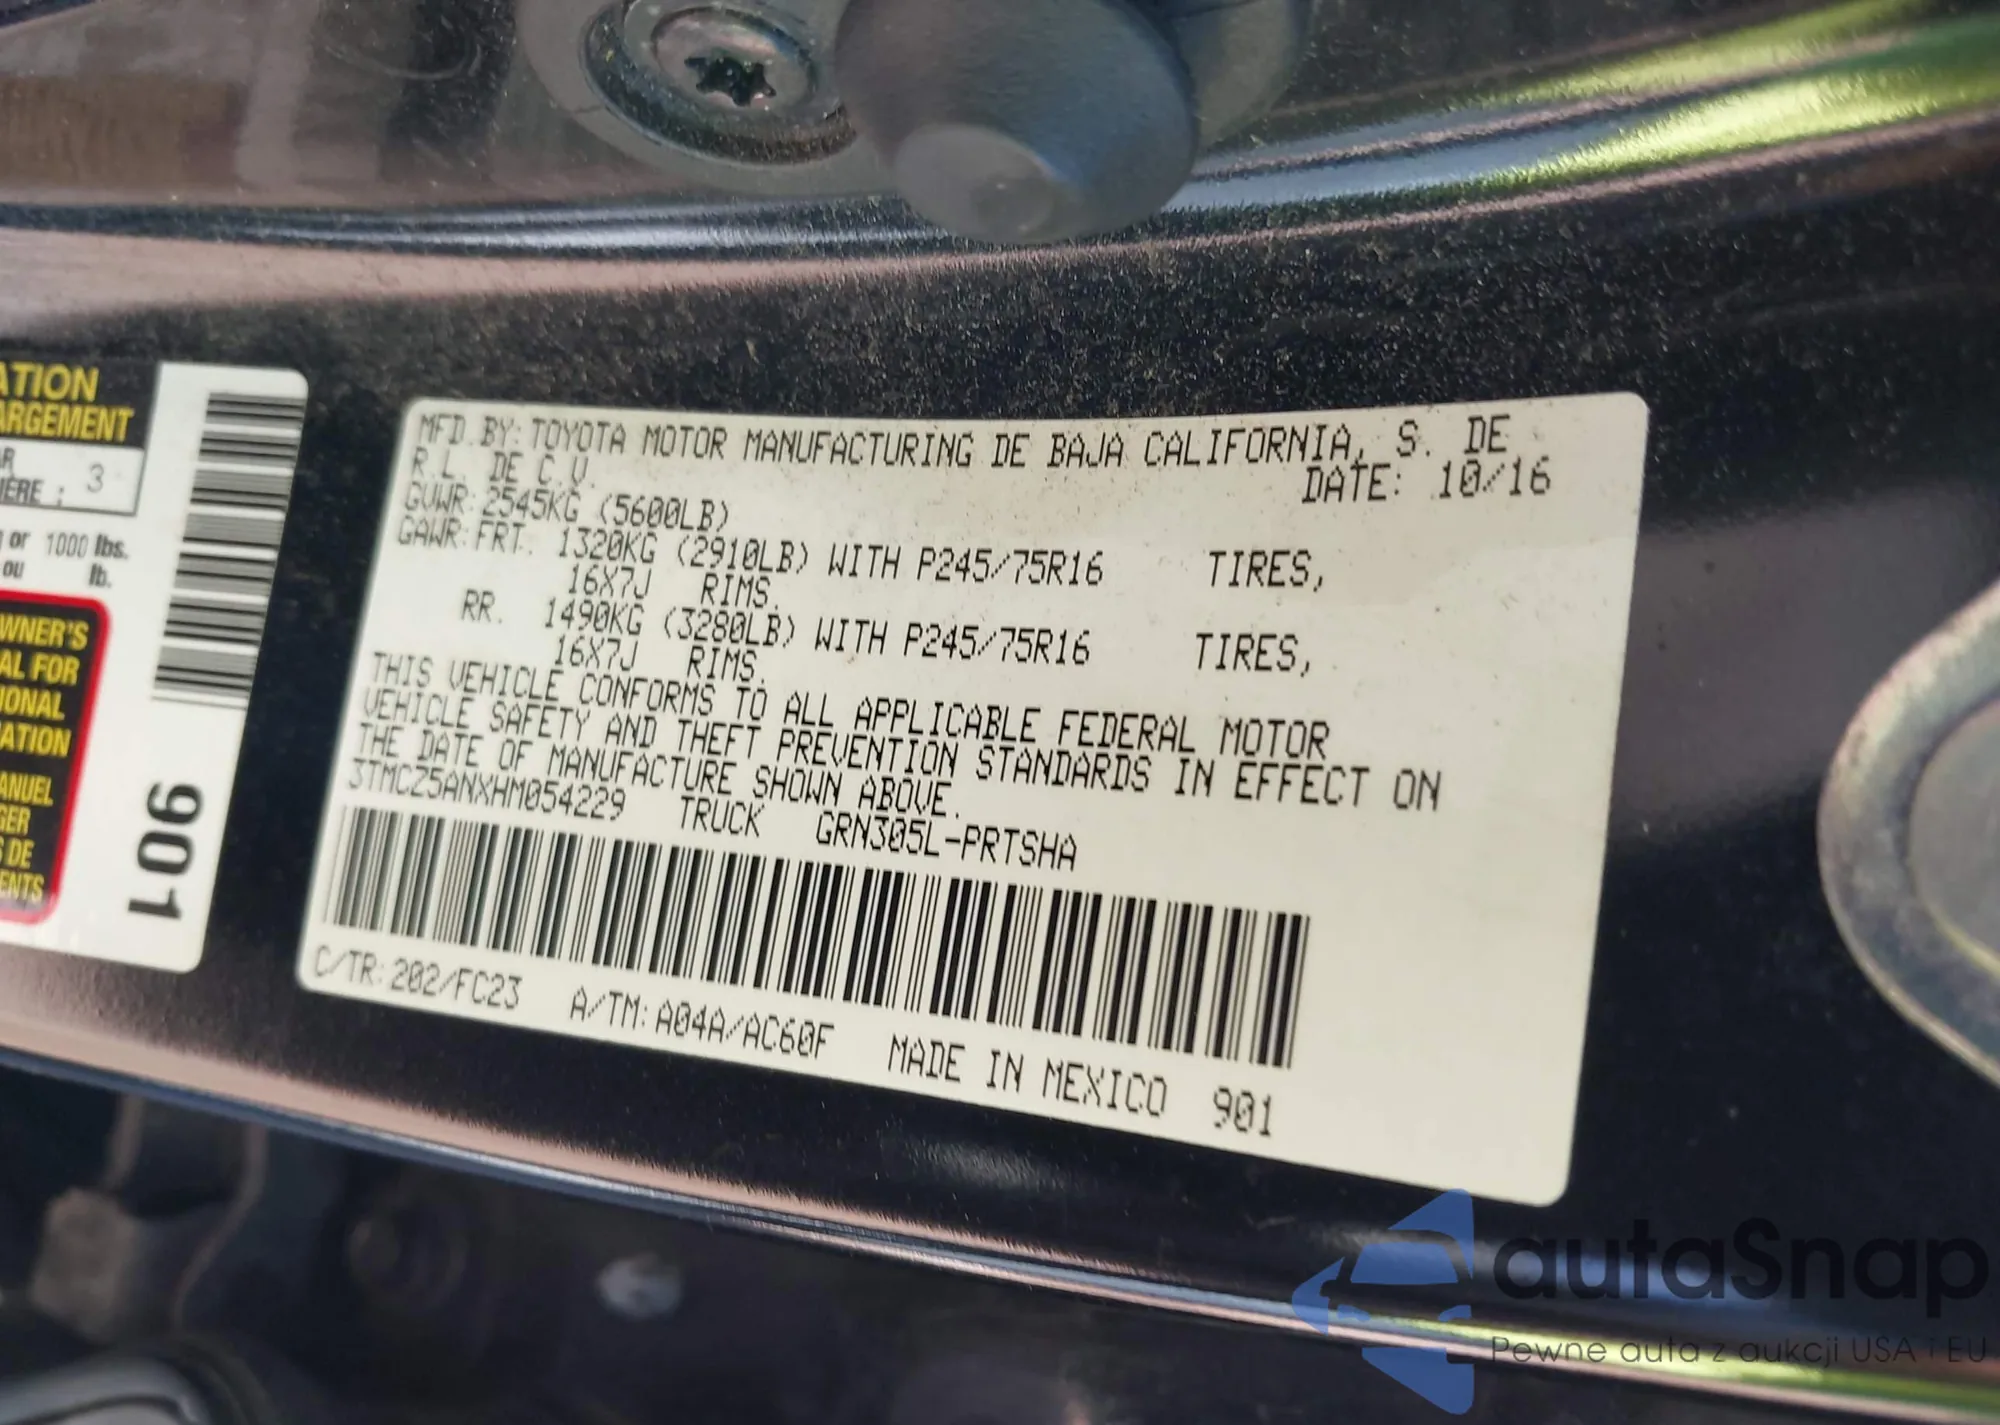 ATION
ARGEMENT
3
IÈRE :
or 1000 lbs.
ou lb.
WNER'S
AL FOR
IONAL
ATION
ANUEL
GER
S DE
ENTS
901
MFD.BY: TOYOTA MOTOR MANUFACTURING DE BAJA CALIFORNIA, S. DE
R.L. DE C.V. DATE: 10/16
GVWR: 2545KG (5600LB)
GAWR: FRT. 1320KG (2910LB) WITH P245/75R16 TIRES,
16X7J RIMS.
RR. 1490KG (3280LB) WITH P245/75R16 TIRES,
16X7J RIMS.
THIS VEHICLE CONFORMS TO ALL APPLICABLE FEDERAL MOTOR
VEHICLE SAFETY AND THEFT PREVENTION STANDARDS IN EFFECT ON
THE DATE OF MANUFACTURE SHOWN ABOVE.
3TMCZ5ANXHM054229 TRUCK GRN305L-PRTSHA
C/TR: 202/FC23 A/TM: A04A/AC60F MADE IN MEXICO 901
autaSnap
Pewne auta z aukcji USA i EU